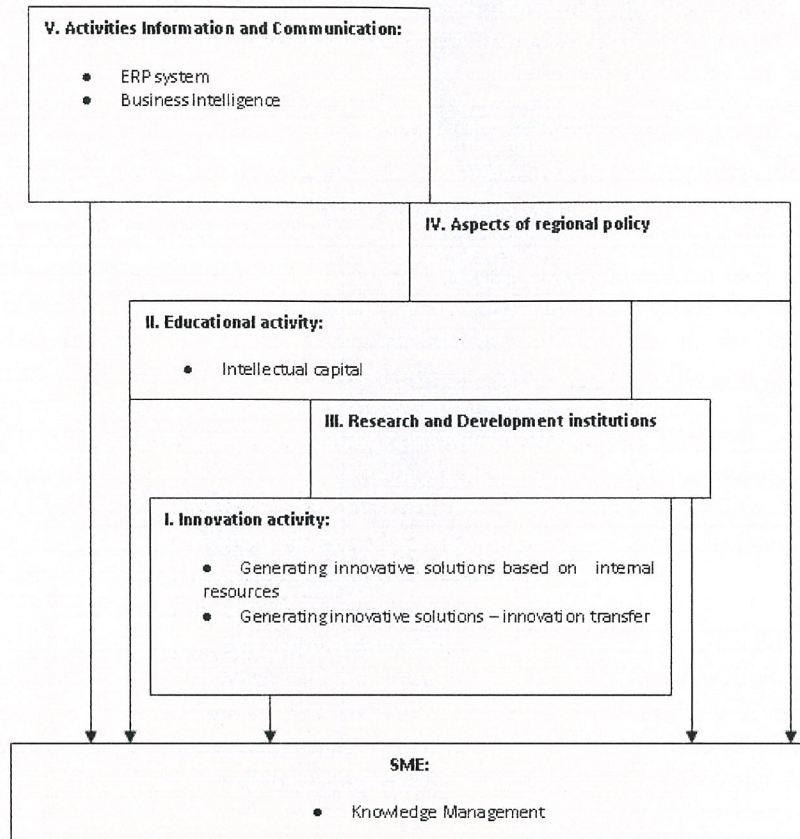 V. Activities Information and Communication:
• ERP system
• Business Intelligence
IV. Aspects of regional policy
II. Educational activity:
• Intellectual capital
III. Research and Development institutions
I. Innovation activity:
• Generating innovative solutions based on internal
resources
• Generating innovative solutions – innovation transfer
SME:
• Knowledge Management